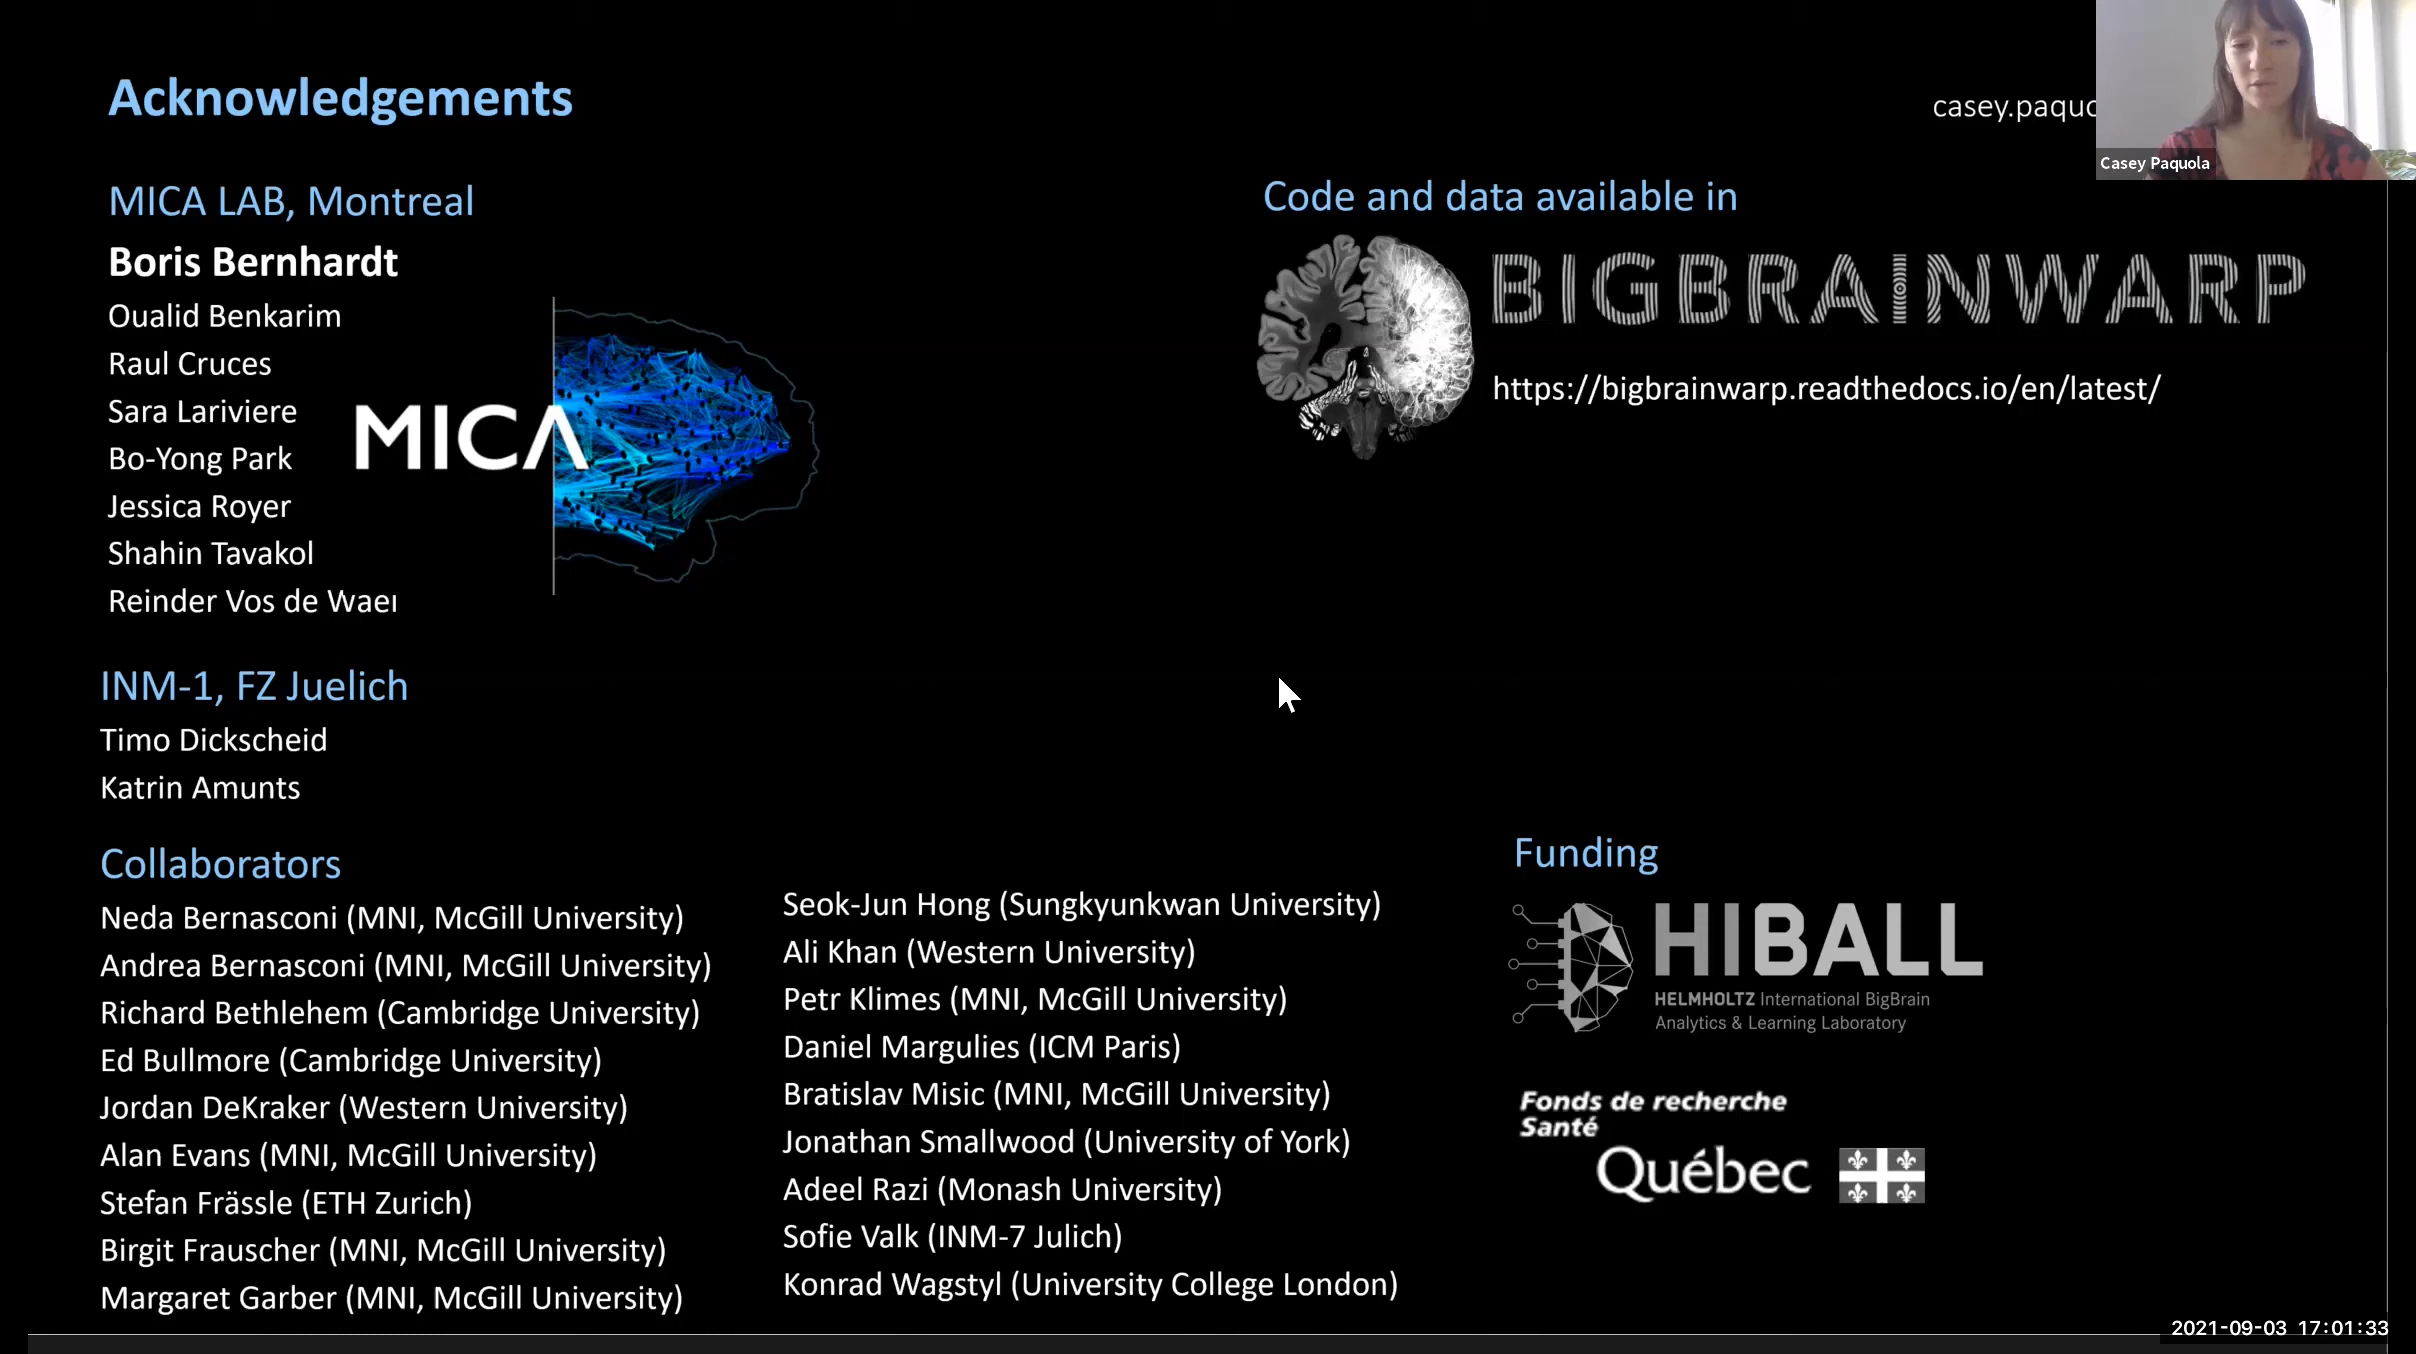 Acknowledgements
casey.paquo
Casey Paquola
MICA LAB, Montreal
Boris Bernhardt
Oualid Benkarim
Raul Cruces
Sara Lariviere
Bo-Yong Park
Jessica Royer
Shahin Tavakol
Reinder Vos de Wael
MICA
Code and data available in
BIGBRAINWARP
https://bigbrainwarp.readthedocs.io/en/latest/
INM-1, FZ Juelich
Timo Dickscheid
Katrin Amunts
Collaborators
Neda Bernasconi (MNI, McGill University)
Andrea Bernasconi (MNI, McGill University)
Richard Bethlehem (Cambridge University)
Ed Bullmore (Cambridge University)
Jordan DeKraker (Western University)
Alan Evans (MNI, McGill University)
Stefan Frässle (ETH Zurich)
Birgit Frauscher (MNI, McGill University)
Margaret Garber (MNI, McGill University)
Seok-Jun Hong (Sungkyunkwan University)
Ali Khan (Western University)
Petr Klimes (MNI, McGill University)
Daniel Margulies (ICM Paris)
Bratislav Misic (MNI, McGill University)
Jonathan Smallwood (University of York)
Adeel Razi (Monash University)
Sofie Valk (INM-7 Julich)
Konrad Wagstyl (University College London)
Funding
HIBALL
HELMHOLTZ International BigBrain
Analytics & Learning Laboratory
Fonds de recherche
Santé
Québec
2021-09-03 17:01:33